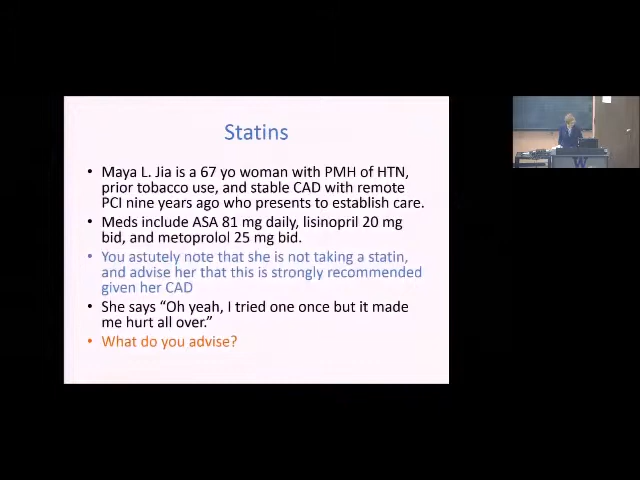 Statins
• Maya L. Jia is a 67 yo woman with PMH of HTN,
prior tobacco use, and stable CAD with remote
PCI nine years ago who presents to establish care.
• Meds include ASA 81 mg daily, lisinopril 20 mg
bid, and metoprolol 25 mg bid.
• You astutely note that she is not taking a statin,
and advise her that this is strongly recommended
given her CAD
• She says “Oh yeah, I tried one once but it made
me hurt all over.”
• What do you advise?
W